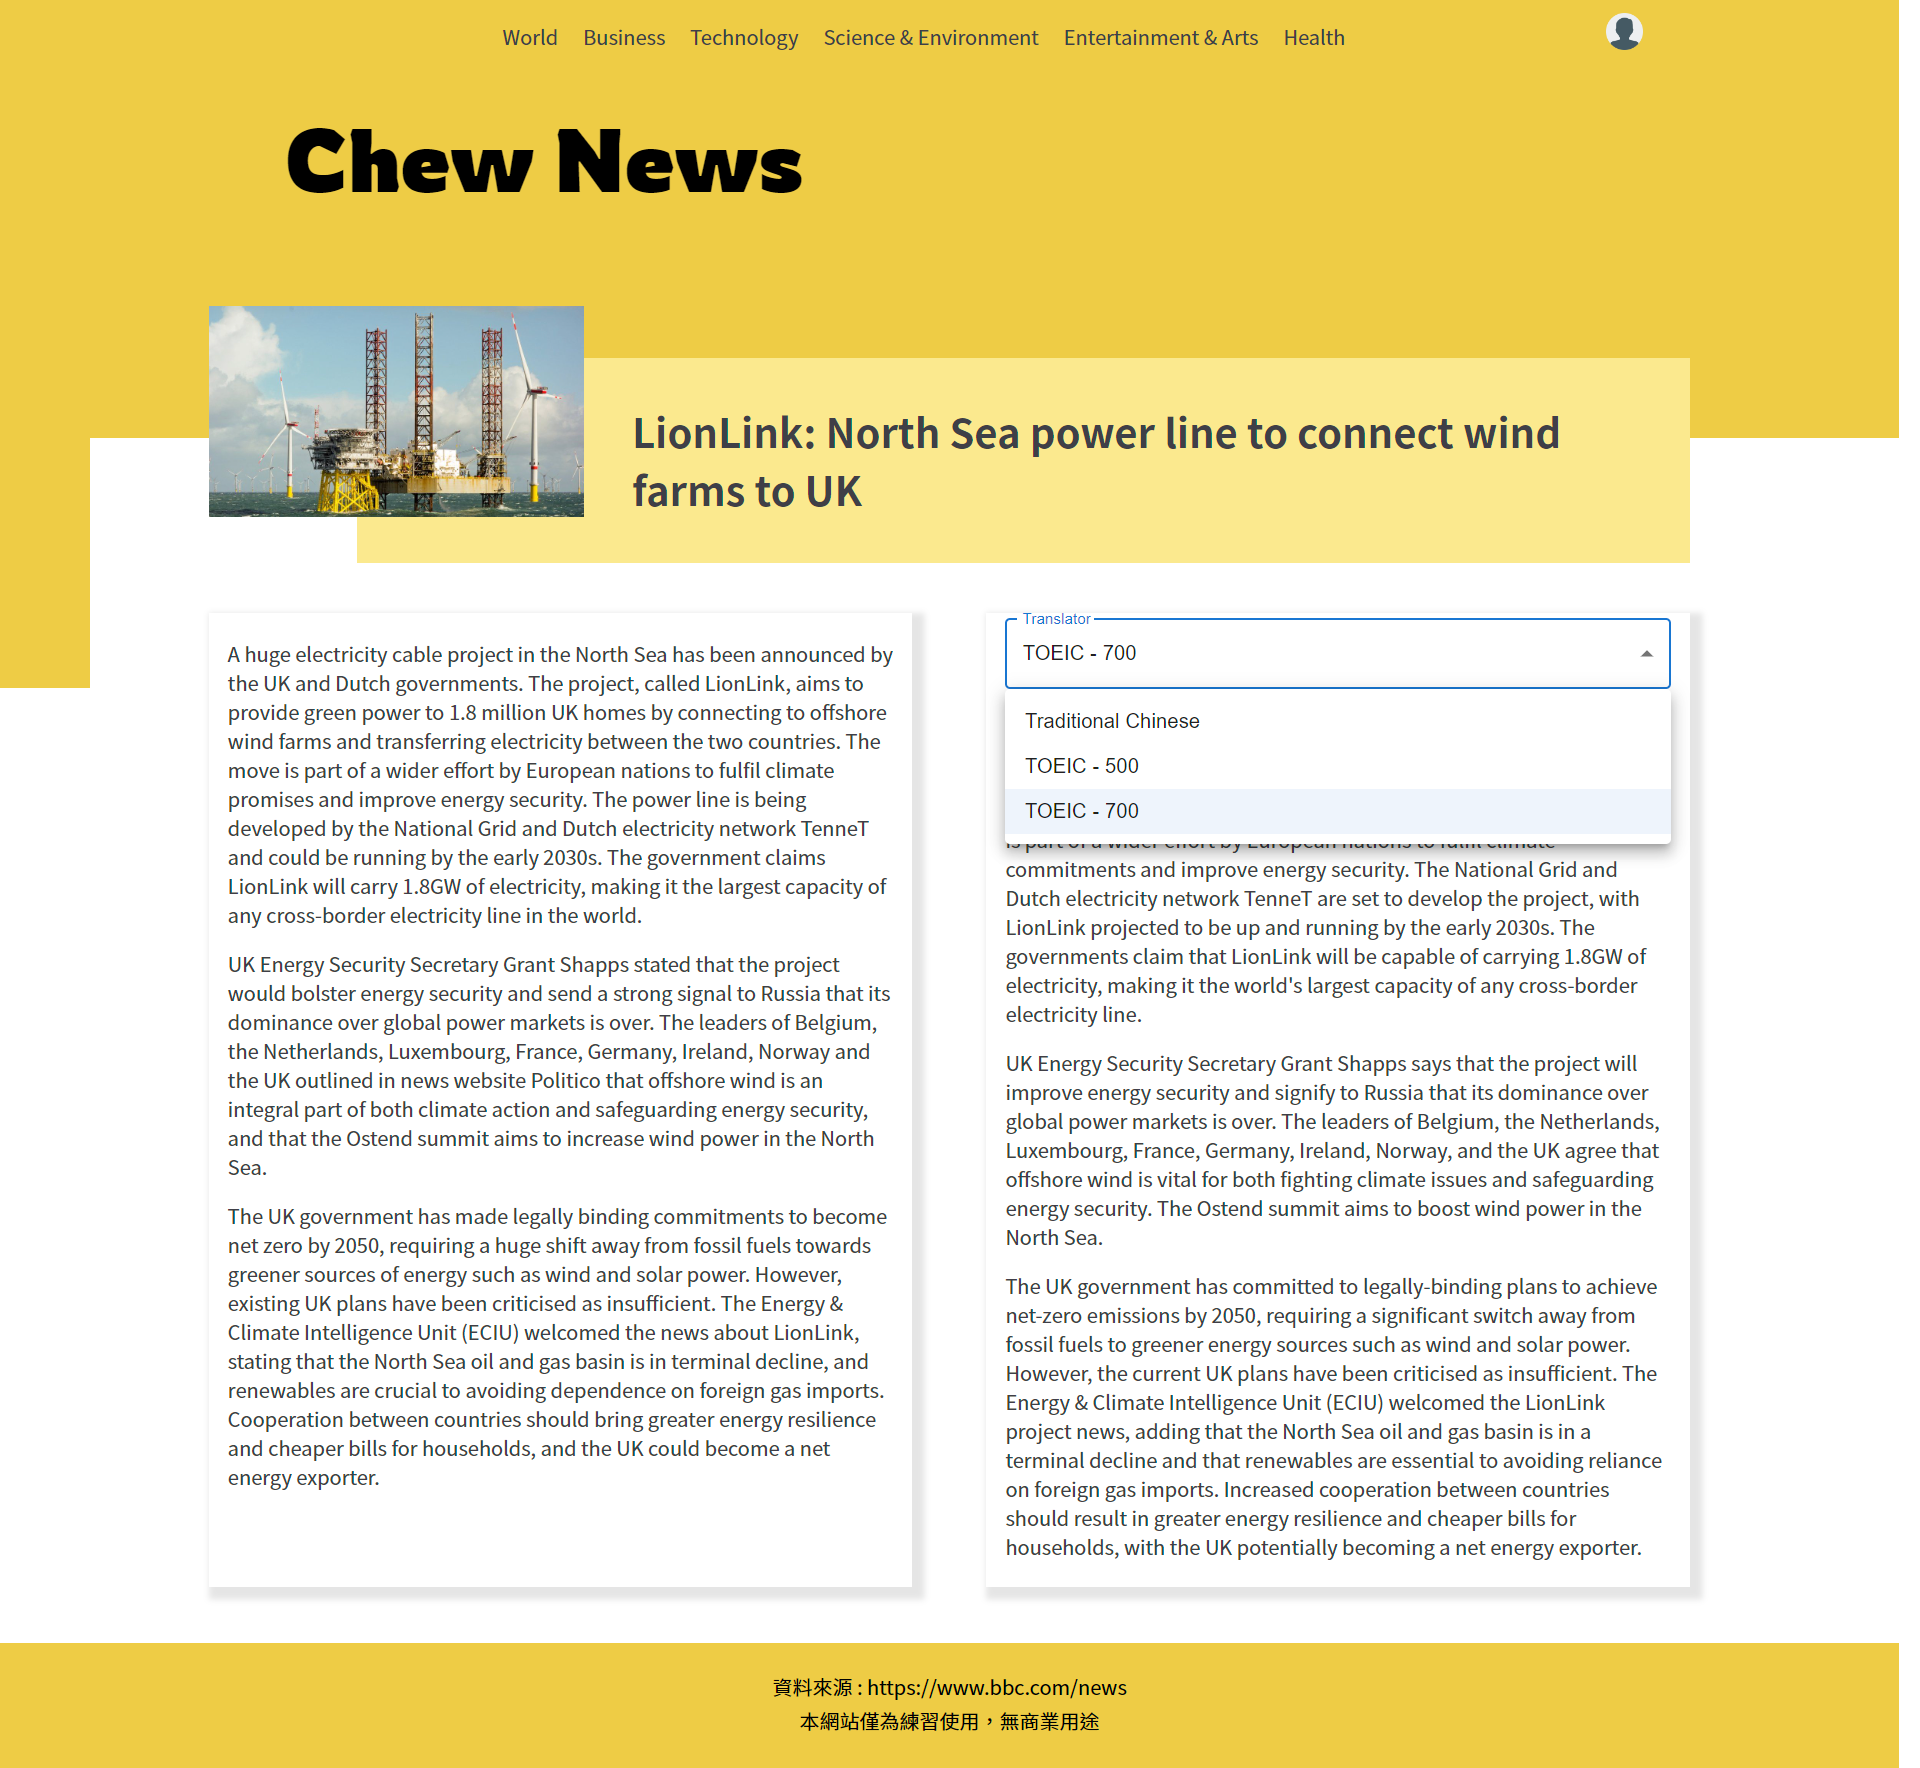 World Business Technology Science & Environment Entertainment & Arts Health
Chew News
LionLink: North Sea power line to connect wind
farms to UK
A huge electricity cable project in the North Sea has been announced by
the UK and Dutch governments. The project, called LionLink, aims to
provide green power to 1.8 million UK homes by connecting to offshore
wind farms and transferring electricity between the two countries. The
move is part of a wider effort by European nations to fulfil climate
promises and improve energy security. The power line is being
developed by the National Grid and Dutch electricity network TenneT
and could be running by the early 2030s. The government claims
LionLink will carry 1.8GW of electricity, making it the largest capacity of
any cross-border electricity line in the world.
UK Energy Security Secretary Grant Shapps stated that the project
would bolster energy security and send a strong signal to Russia that its
dominance over global power markets is over. The leaders of Belgium,
the Netherlands, Luxembourg, France, Germany, Ireland, Norway and
the UK outlined in news website Politico that offshore wind is an
integral part of both climate action and safeguarding energy security,
and that the Ostend summit aims to increase wind power in the North
Sea.
The UK government has made legally binding commitments to become
net zero by 2050, requiring a huge shift away from fossil fuels towards
greener sources of energy such as wind and solar power. However,
existing UK plans have been criticised as insufficient. The Energy &
Climate Intelligence Unit (ECIU) welcomed the news about LionLink,
stating that the North Sea oil and gas basin is in terminal decline, and
renewables are crucial to avoiding dependence on foreign gas imports.
Cooperation between countries should bring greater energy resilience
and cheaper bills for households, and the UK could become a net
energy exporter.
Translator
TOEIC - 700
Traditional Chinese
TOEIC - 500
TOEIC - 700
is part of a wider effort by European nations to fulfil climate
commitments and improve energy security. The National Grid and
Dutch electricity network TenneT are set to develop the project, with
LionLink projected to be up and running by the early 2030s. The
governments claim that LionLink will be capable of carrying 1.8GW of
electricity, making it the world's largest capacity of any cross-border
electricity line.
UK Energy Security Secretary Grant Shapps says that the project will
improve energy security and signify to Russia that its dominance over
global power markets is over. The leaders of Belgium, the Netherlands,
Luxembourg, France, Germany, Ireland, Norway, and the UK agree that
offshore wind is vital for both fighting climate issues and safeguarding
energy security. The Ostend summit aims to boost wind power in the
North Sea.
The UK government has committed to legally-binding plans to achieve
net-zero emissions by 2050, requiring a significant switch away from
fossil fuels to greener energy sources such as wind and solar power.
However, the current UK plans have been criticised as insufficient. The
Energy & Climate Intelligence Unit (ECIU) welcomed the LionLink
project news, adding that the North Sea oil and gas basin is in a
terminal decline and that renewables are essential to avoiding reliance
on foreign gas imports. Increased cooperation between countries
should result in greater energy resilience and cheaper bills for
households, with the UK potentially becoming a net energy exporter.
資料來源 : https://www.bbc.com/news
本網站僅為練習使用，無商業用途